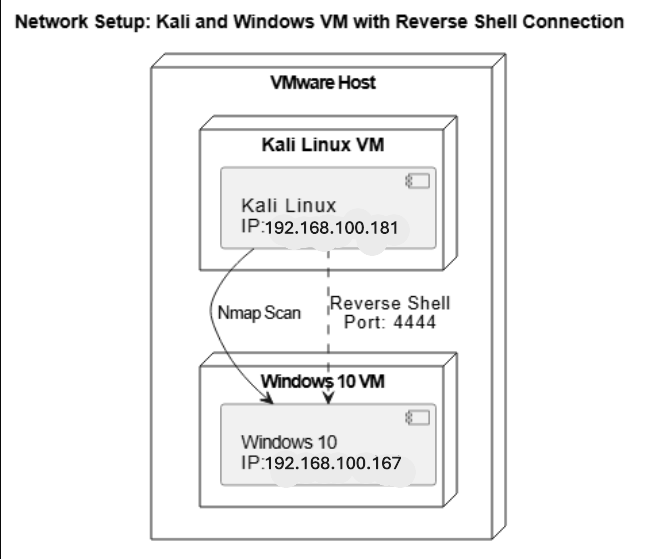 Network Setup: Kali and Windows VM with Reverse Shell Connection
VMware Host
Kali Linux VM
Kali Linux
IP:192.168.100.181
Nmap Scan
Reverse Shell
Port: 4444
Windows 10 VM
Windows 10
IP:192.168.100.167